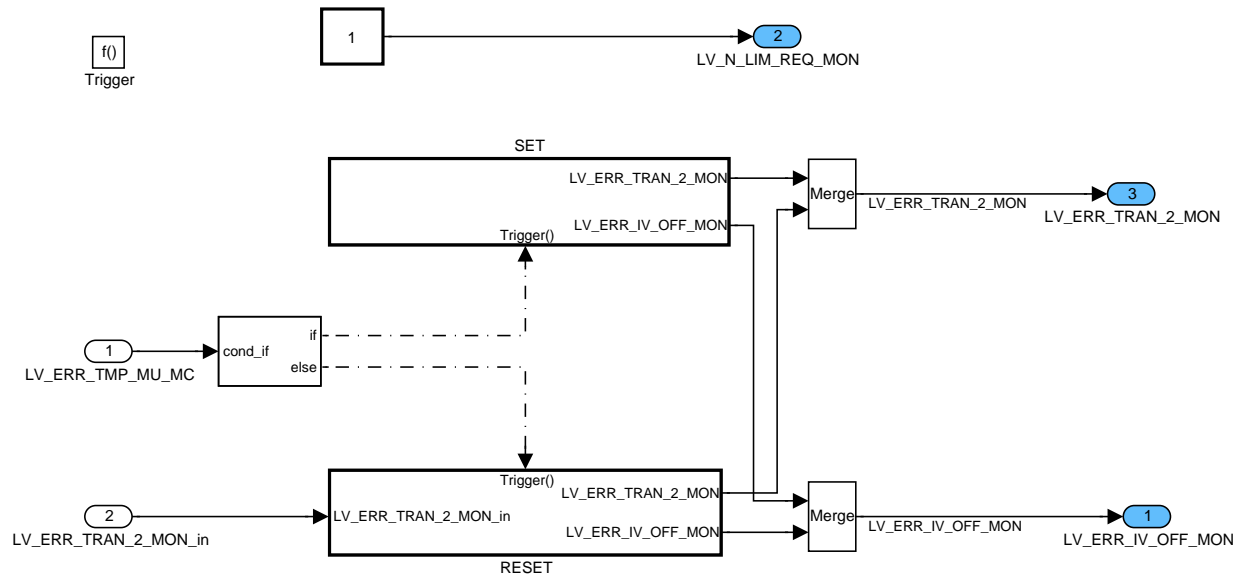 f()
Trigger
1
2
LV_N_LIM_REQ_MON
SET
LV_ERR_TRAN_2_MON
LV_ERR_IV_OFF_MON
Trigger()
Merge
LV_ERR_TRAN_2_MON
3
LV_ERR_TRAN_2_MON
1
LV_ERR_TMP_MU_MC
cond_if
if
else
2
LV_ERR_TRAN_2_MON_in
Trigger()
LV_ERR_TRAN_2_MON_in
LV_ERR_TRAN_2_MON
LV_ERR_IV_OFF_MON
RESET
Merge
LV_ERR_IV_OFF_MON
1
LV_ERR_IV_OFF_MON